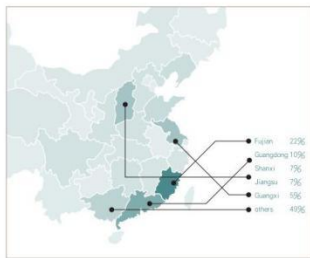 Fujian 22%
Guangdong 10%
Shanxi 7%
Jiangsu 7%
Guangxi 5%
others 49%